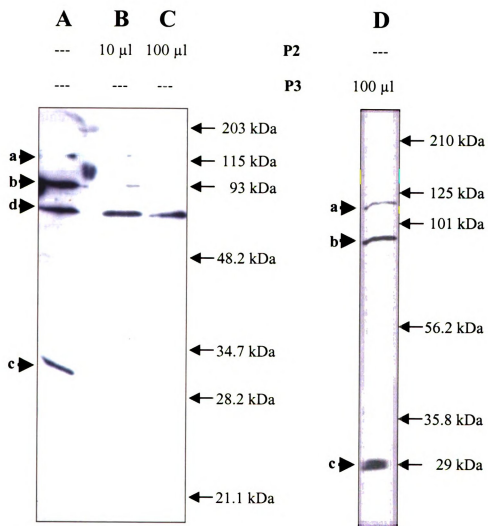 A B C D
--- 10 µl 100 µl P2 ---
--- --- --- P3 100 µl
203 kDa
210 kDa
a 115 kDa
b 93 kDa
125 kDa
d a
101 kDa
b
48.2 kDa
56.2 kDa
34.7 kDa
c
28.2 kDa
35.8 kDa
c 29 kDa
21.1 kDa